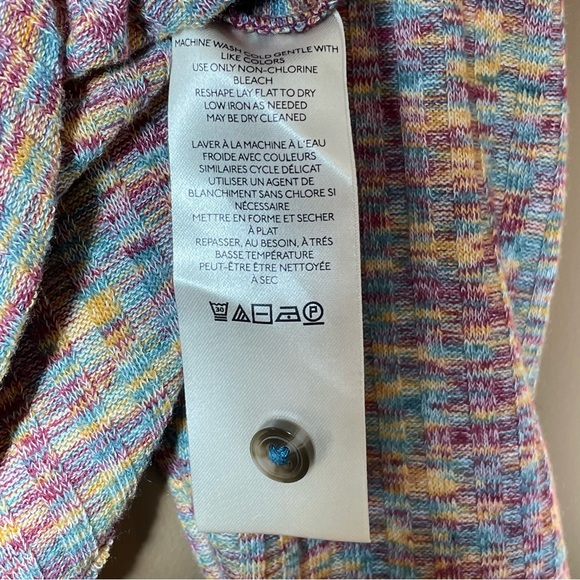 MACHINE WASH COLD GENTLE WITH
LIKE COLORS
USE ONLY NON-CHLORINE
BLEACH
RESHAPE LAY FLAT TO DRY
LOW IRON AS NEEDED
MAY BE DRY CLEANED
LAVER À LA MACHINE À L'EAU
FROIDE AVEC COULEURS
SIMILAIRES CYCLE DÉLICAT
UTILISER UN AGENT DE
BLANCHIMENT SANS CHLORE SI
NÉCESSAIRE
METTRE EN FORME ET SECHER
À PLAT
REPASSER, AU BESOIN, À TRÉS
BASSE TEMPÉRATURE
PEUT-ÊTRE ÊTRE NETTOYÉE
À SEC
30 P